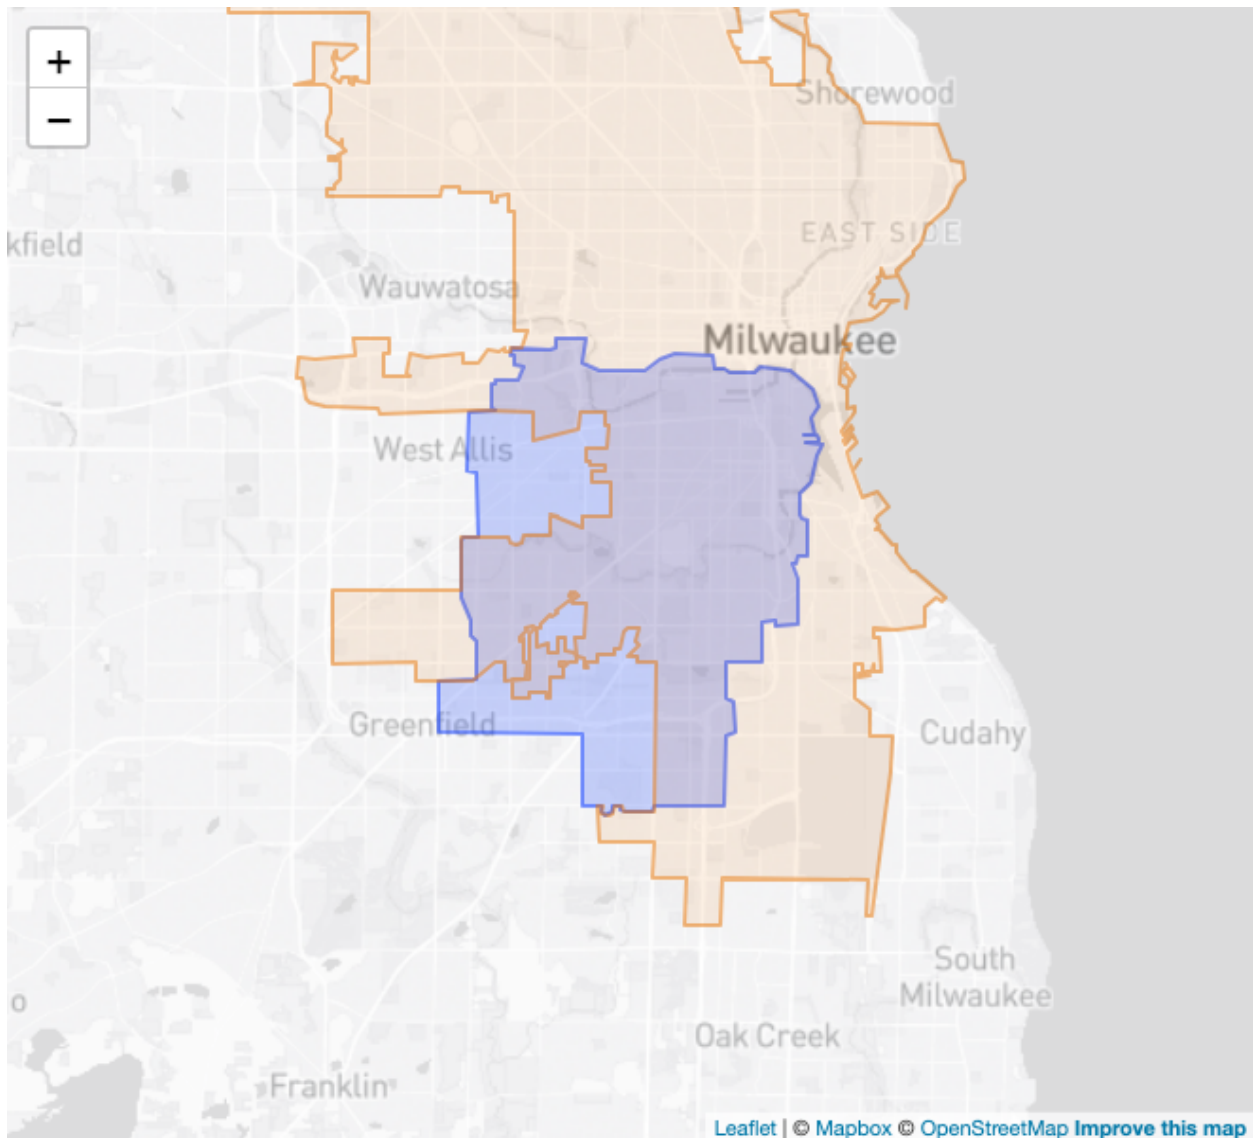 +
−
Shorewood
EAST SIDE
kfield
Wauwatosa
Milwaukee
West Allis
Greenfield
Cudahy
South
Milwaukee
o
Oak Creek
Franklin
Leaflet | © Mapbox © OpenStreetMap Improve this map